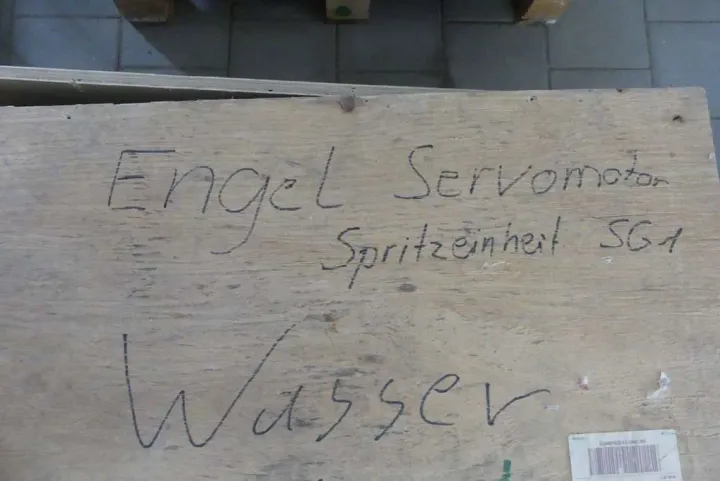 Engel Servomotor
Spritzeinheit SG1
Wasser